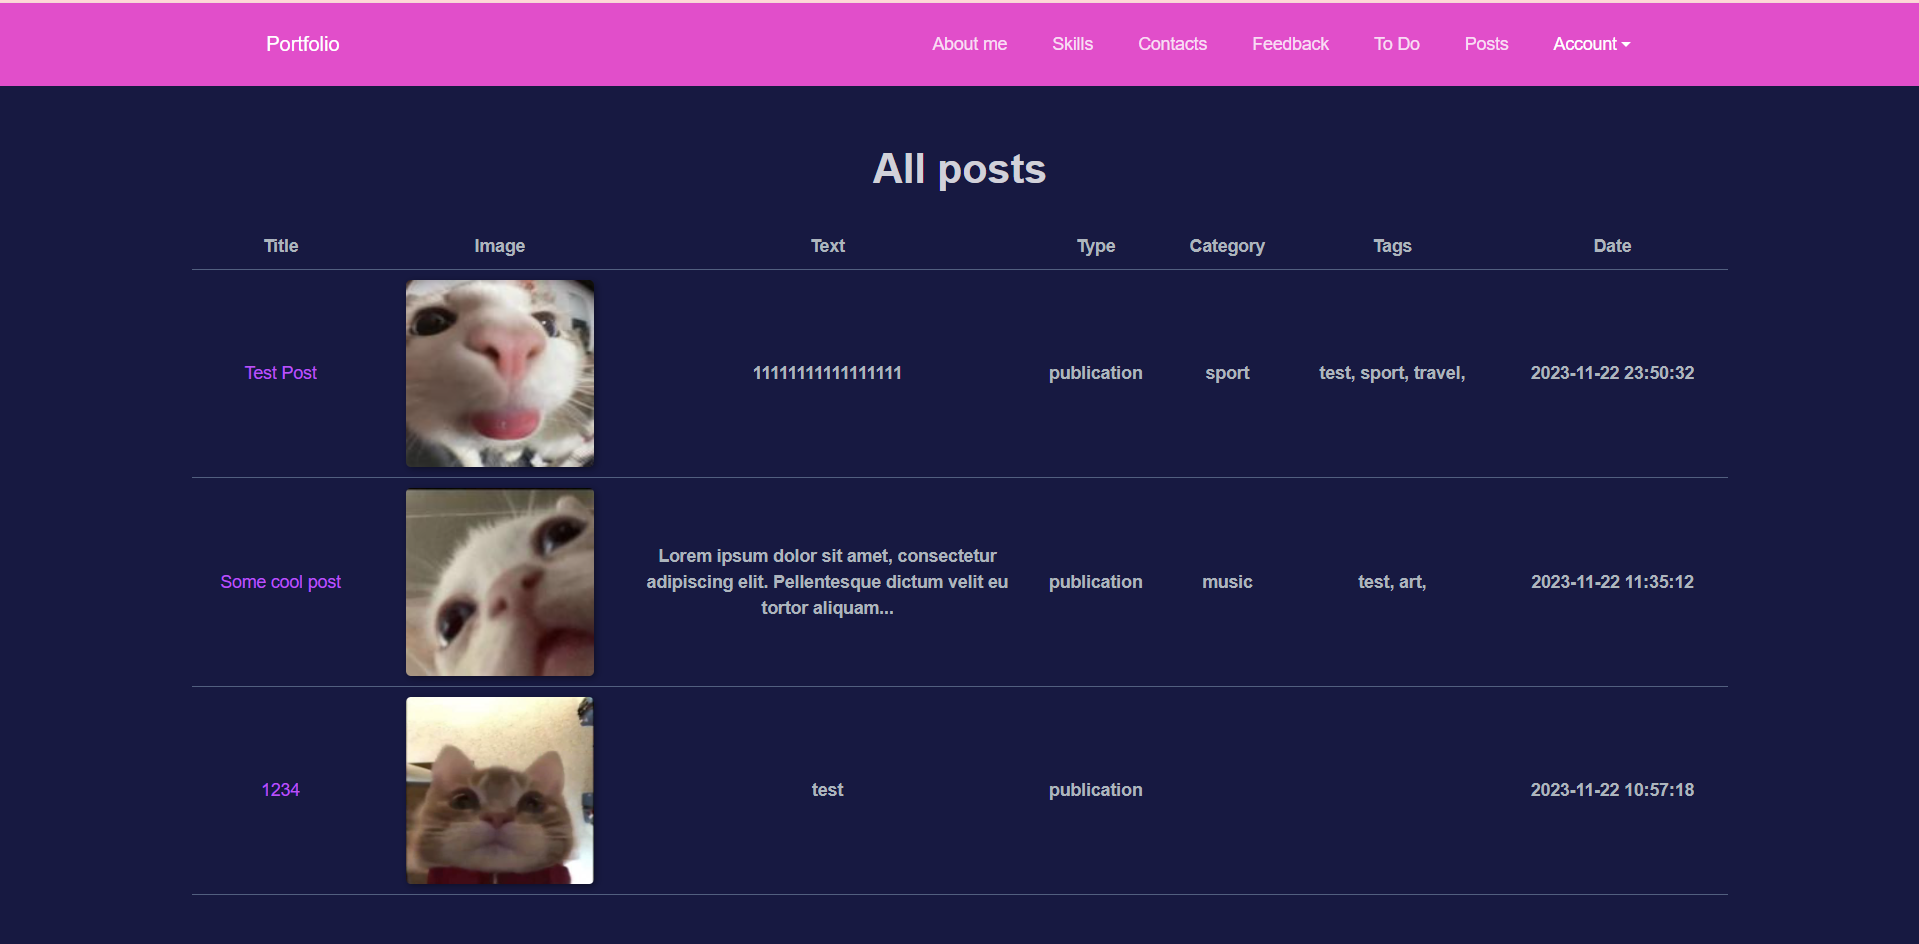 Portfolio About me Skills Contacts Feedback To Do Posts Account
All posts
Title Image Text Type Category Tags Date
Test Post 11111111111111111 publication sport test, sport, travel, 2023-11-22 23:50:32
Lorem ipsum dolor sit amet, consectetur
Some cool post adipiscing elit. Pellentesque dictum velit eu publication music test, art, 2023-11-22 11:35:12
tortor aliquam...
1234 test publication 2023-11-22 10:57:18